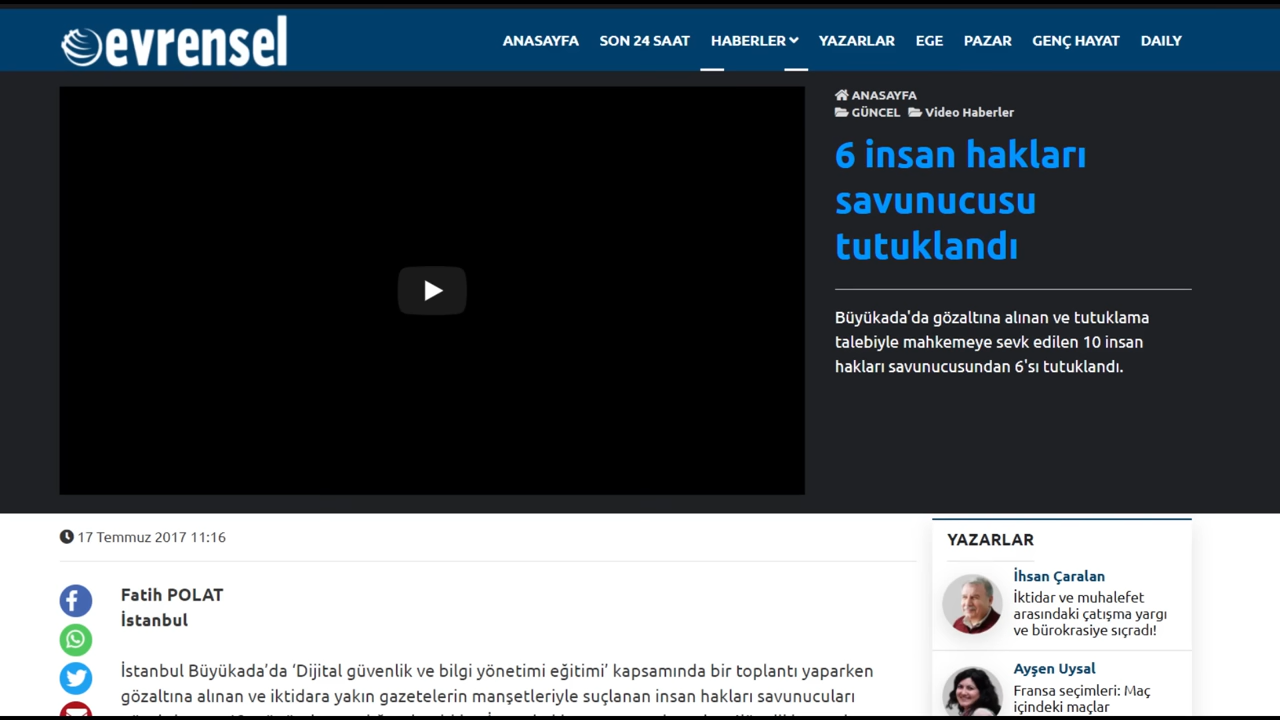 evrensel
ANASAYFA SON 24 SAAT HABERLER YAZARLAR EGE PAZAR GENÇ HAYAT DAILY
ANASAYFA
GÜNCEL Video Haberler
6 insan hakları
savunucusu
tutuklandı
Büyükada'da gözaltına alınan ve tutuklama
talebiyle mahkemeye sevk edilen 10 insan
hakları savunucusundan 6'sı tutuklandı.
17 Temmuz 2017 11:16
Fatih POLAT
İstanbul
İstanbul Büyükada’da ‘Dijital güvenlik ve bilgi yönetimi eğitimi’ kapsamında bir toplantı yaparken
gözaltına alınan ve iktidara yakın gazetelerin manşetleriyle suçlanan insan hakları savunucuları
YAZARLAR
İhsan Çaralan
İktidar ve muhalefet
arasındaki çatışma yargı
ve bürokrasiye sıçradı!
Ayşen Uysal
Fransa seçimleri: Maç
içindeki maçlar